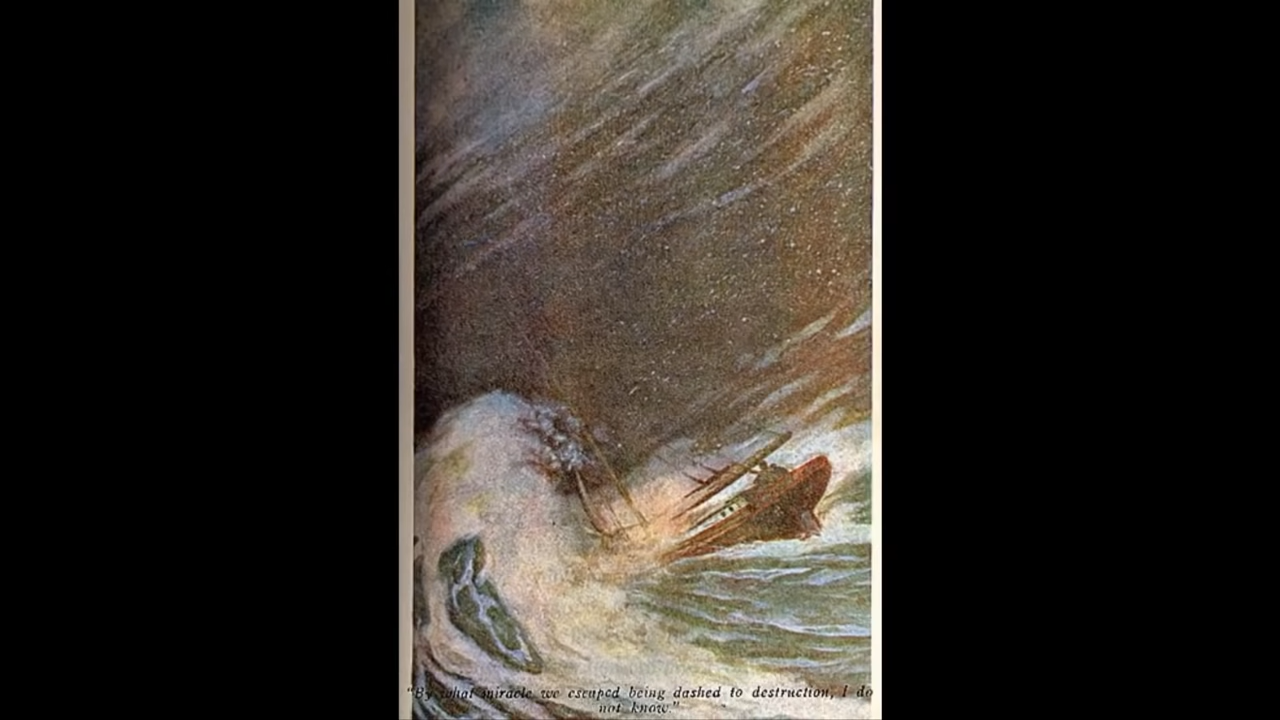 "By what miracle we escaped being dashed to destruction, I do
not know."